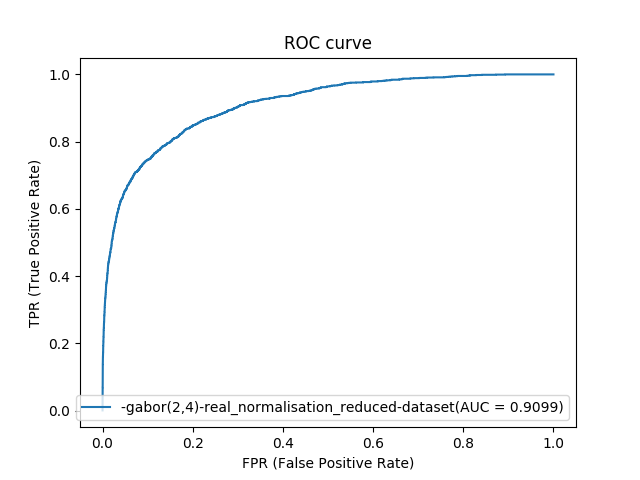 ROC curve
TPR (True Positive Rate)
1.0
0.8
0.6
0.4
0.2
0.0
-gabor(2,4)-real_normalisation_reduced-dataset(AUC = 0.9099)
0.0 0.2 0.4 0.6 0.8 1.0
FPR (False Positive Rate)